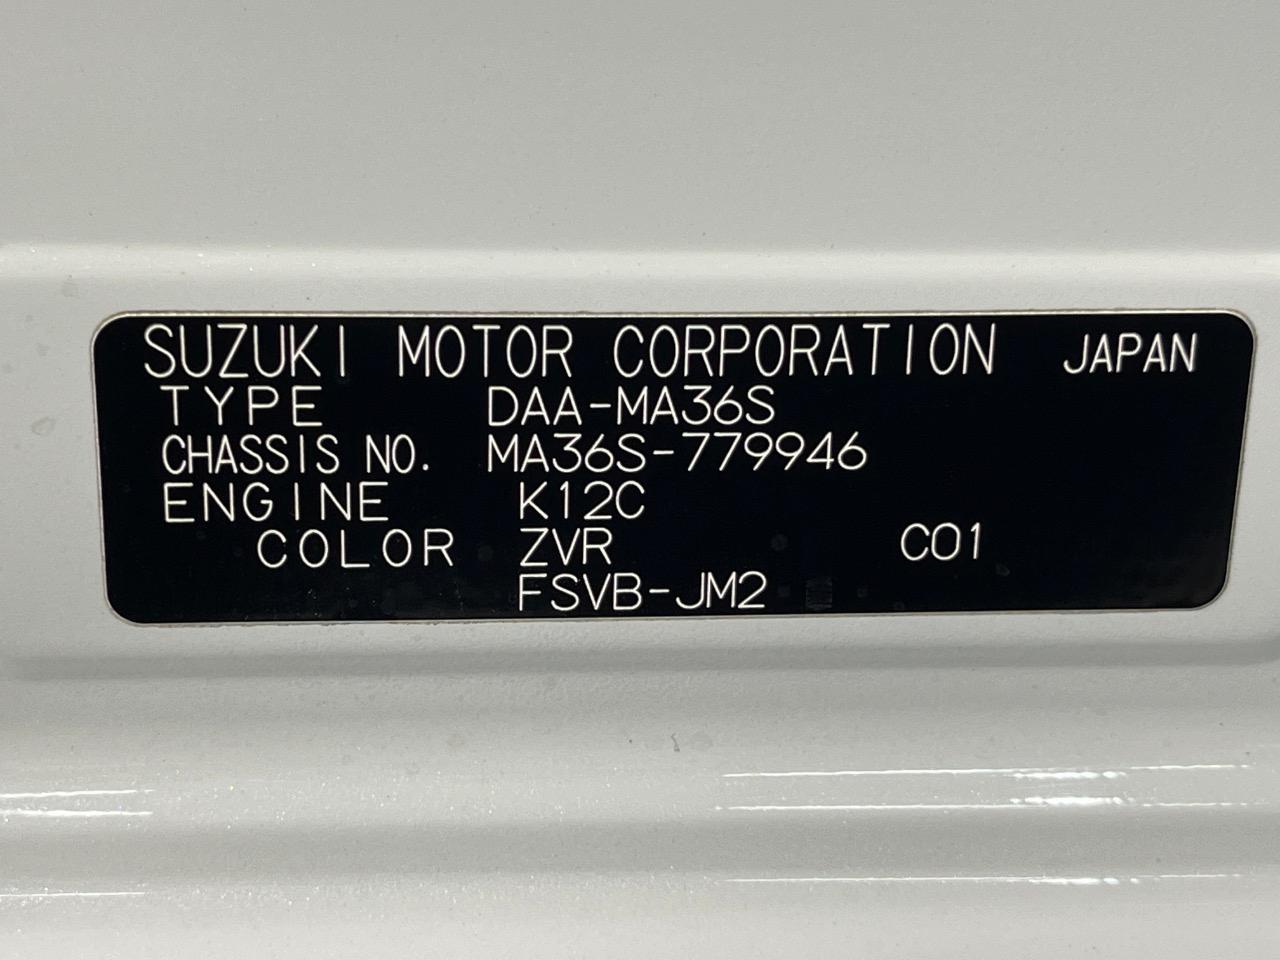 SUZUKI MOTOR CORPORATION JAPAN
TYPE DAA-MA36S
CHASSIS NO. MA36S-779946
ENGINE K12C
COLOR ZVR C01
FSVB-JM2